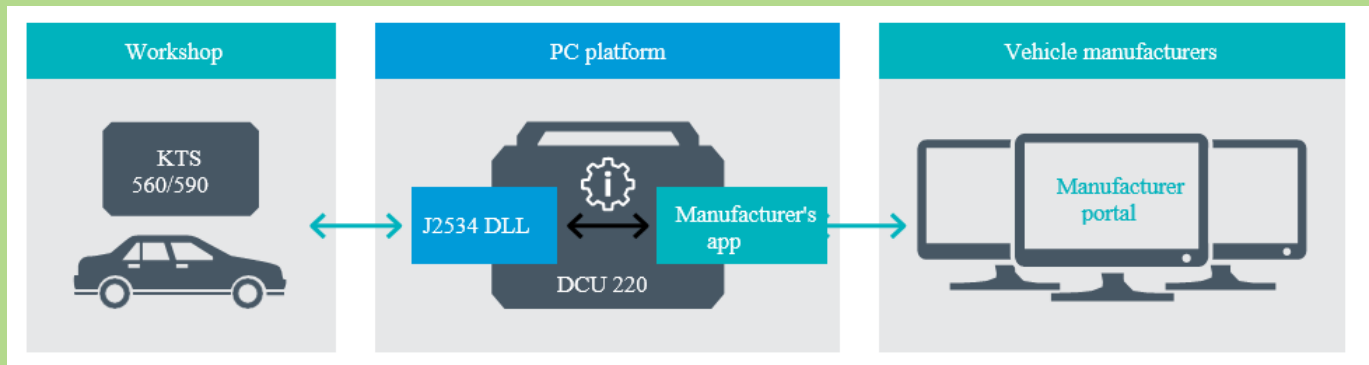 Workshop
PC platform
Vehicle manufacturers
KTS
560/590
J2534 DLL
i
Manufacturer's
app
DCU 220
Manufacturer
portal